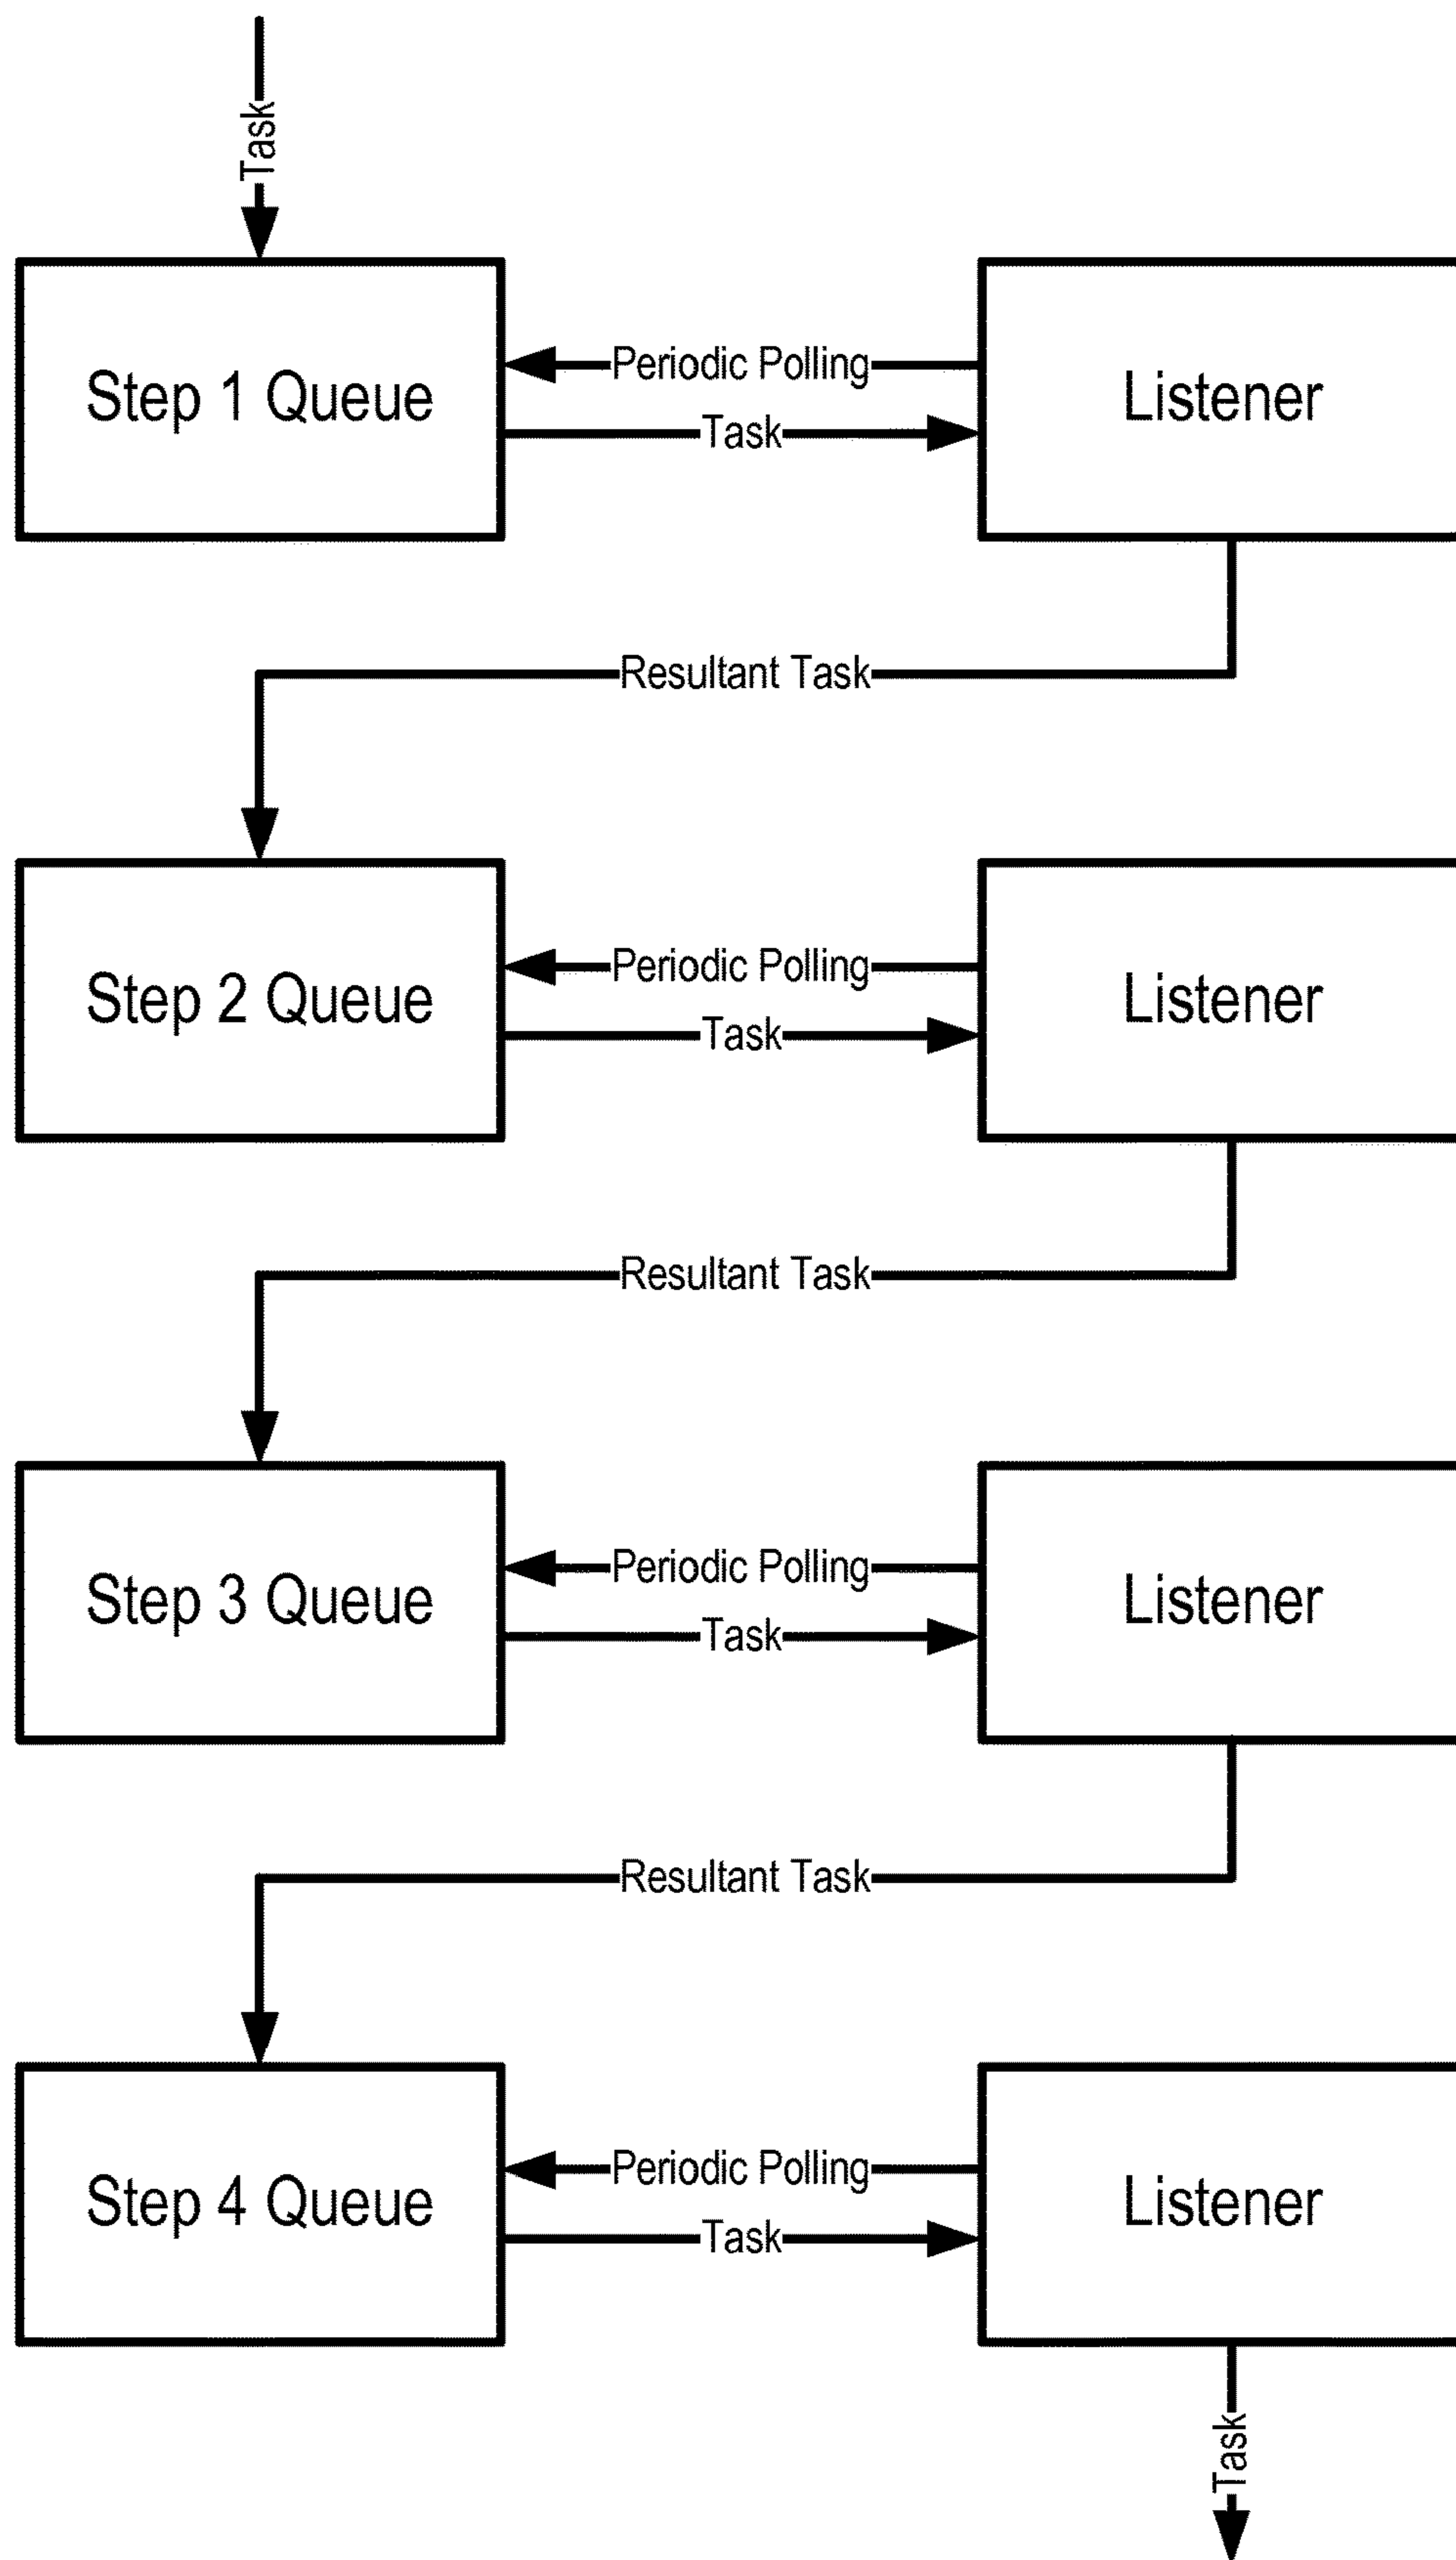 Task
Step 1 Queue
Periodic Polling
Task
Listener
Resultant Task
Step 2 Queue
Periodic Polling
Task
Listener
Resultant Task
Step 3 Queue
Periodic Polling
Task
Listener
Resultant Task
Step 4 Queue
Periodic Polling
Task
Listener
Task